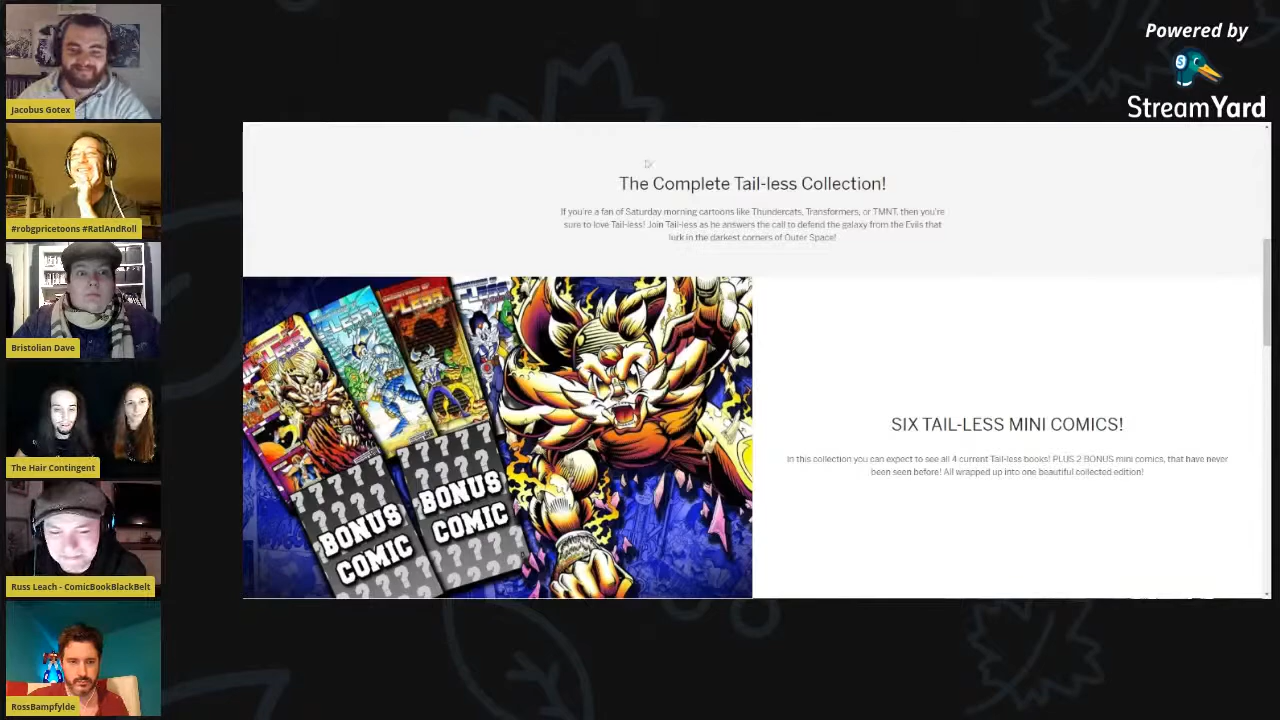 Jacobus Gotex
#robgpricetoons #RatlAndRoll
Bristolian Dave
The Hair Contingent
Russ Leach - ComicBookBlackBelt
RossBampfylde
Powered by
StreamYard
The Complete Tail-less Collection!
If you're a fan of Saturday morning cartoons like Thundercats, Transformers, or TMNT, then you're
sure to love Tail-less! Join Tail-less as he answers the call to defend the galaxy from the Evils that
lurk in the darkest corners of Outer Space!
BONUS
COMIC
BONUS
COMIC
SIX TAIL-LESS MINI COMICS!
In this collection you can expect to see all 4 current Tail-less books! PLUS 2 BONUS mini comics, that have never
been seen before! All wrapped up into one beautiful collected edition!